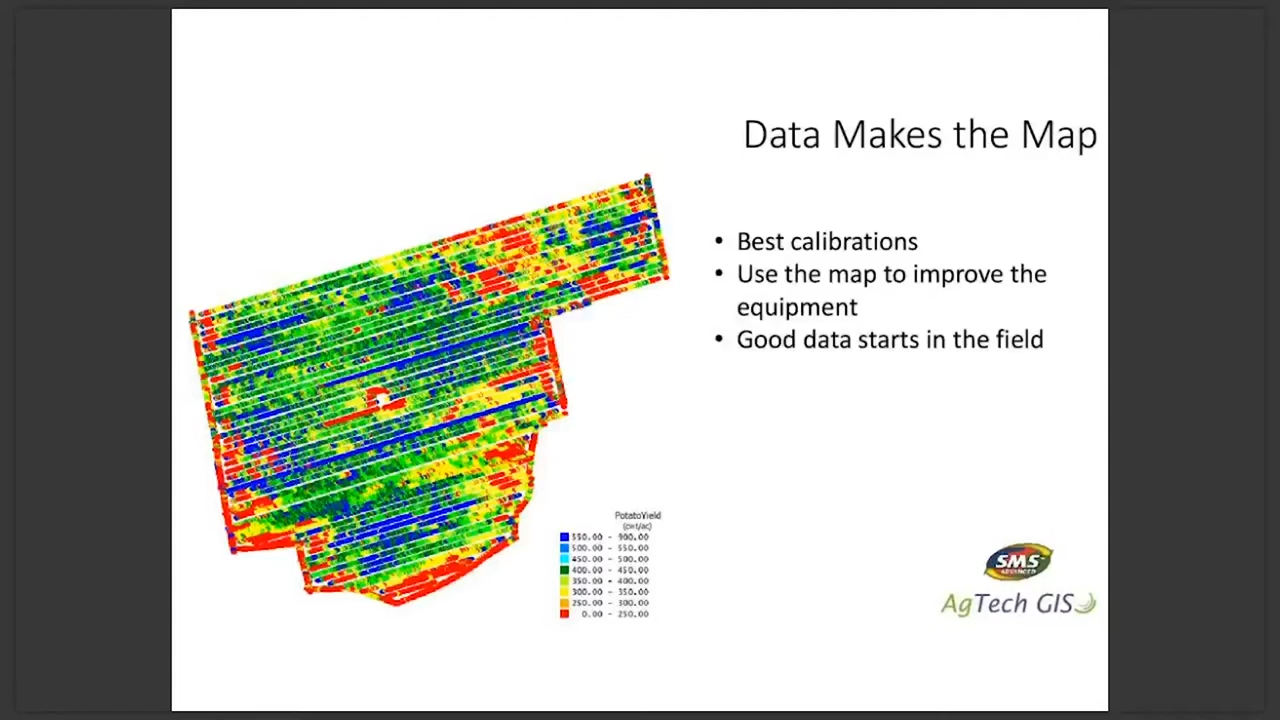 Data Makes the Map
• Best calibrations
• Use the map to improve the
equipment
• Good data starts in the field
PotatoYield
(cwt/ac)
550.00 - 900.00
500.00 - 550.00
450.00 - 500.00
400.00 - 450.00
350.00 - 400.00
300.00 - 350.00
250.00 - 300.00
0.00 - 250.00
SMS
ADVANCED
AgTech GIS